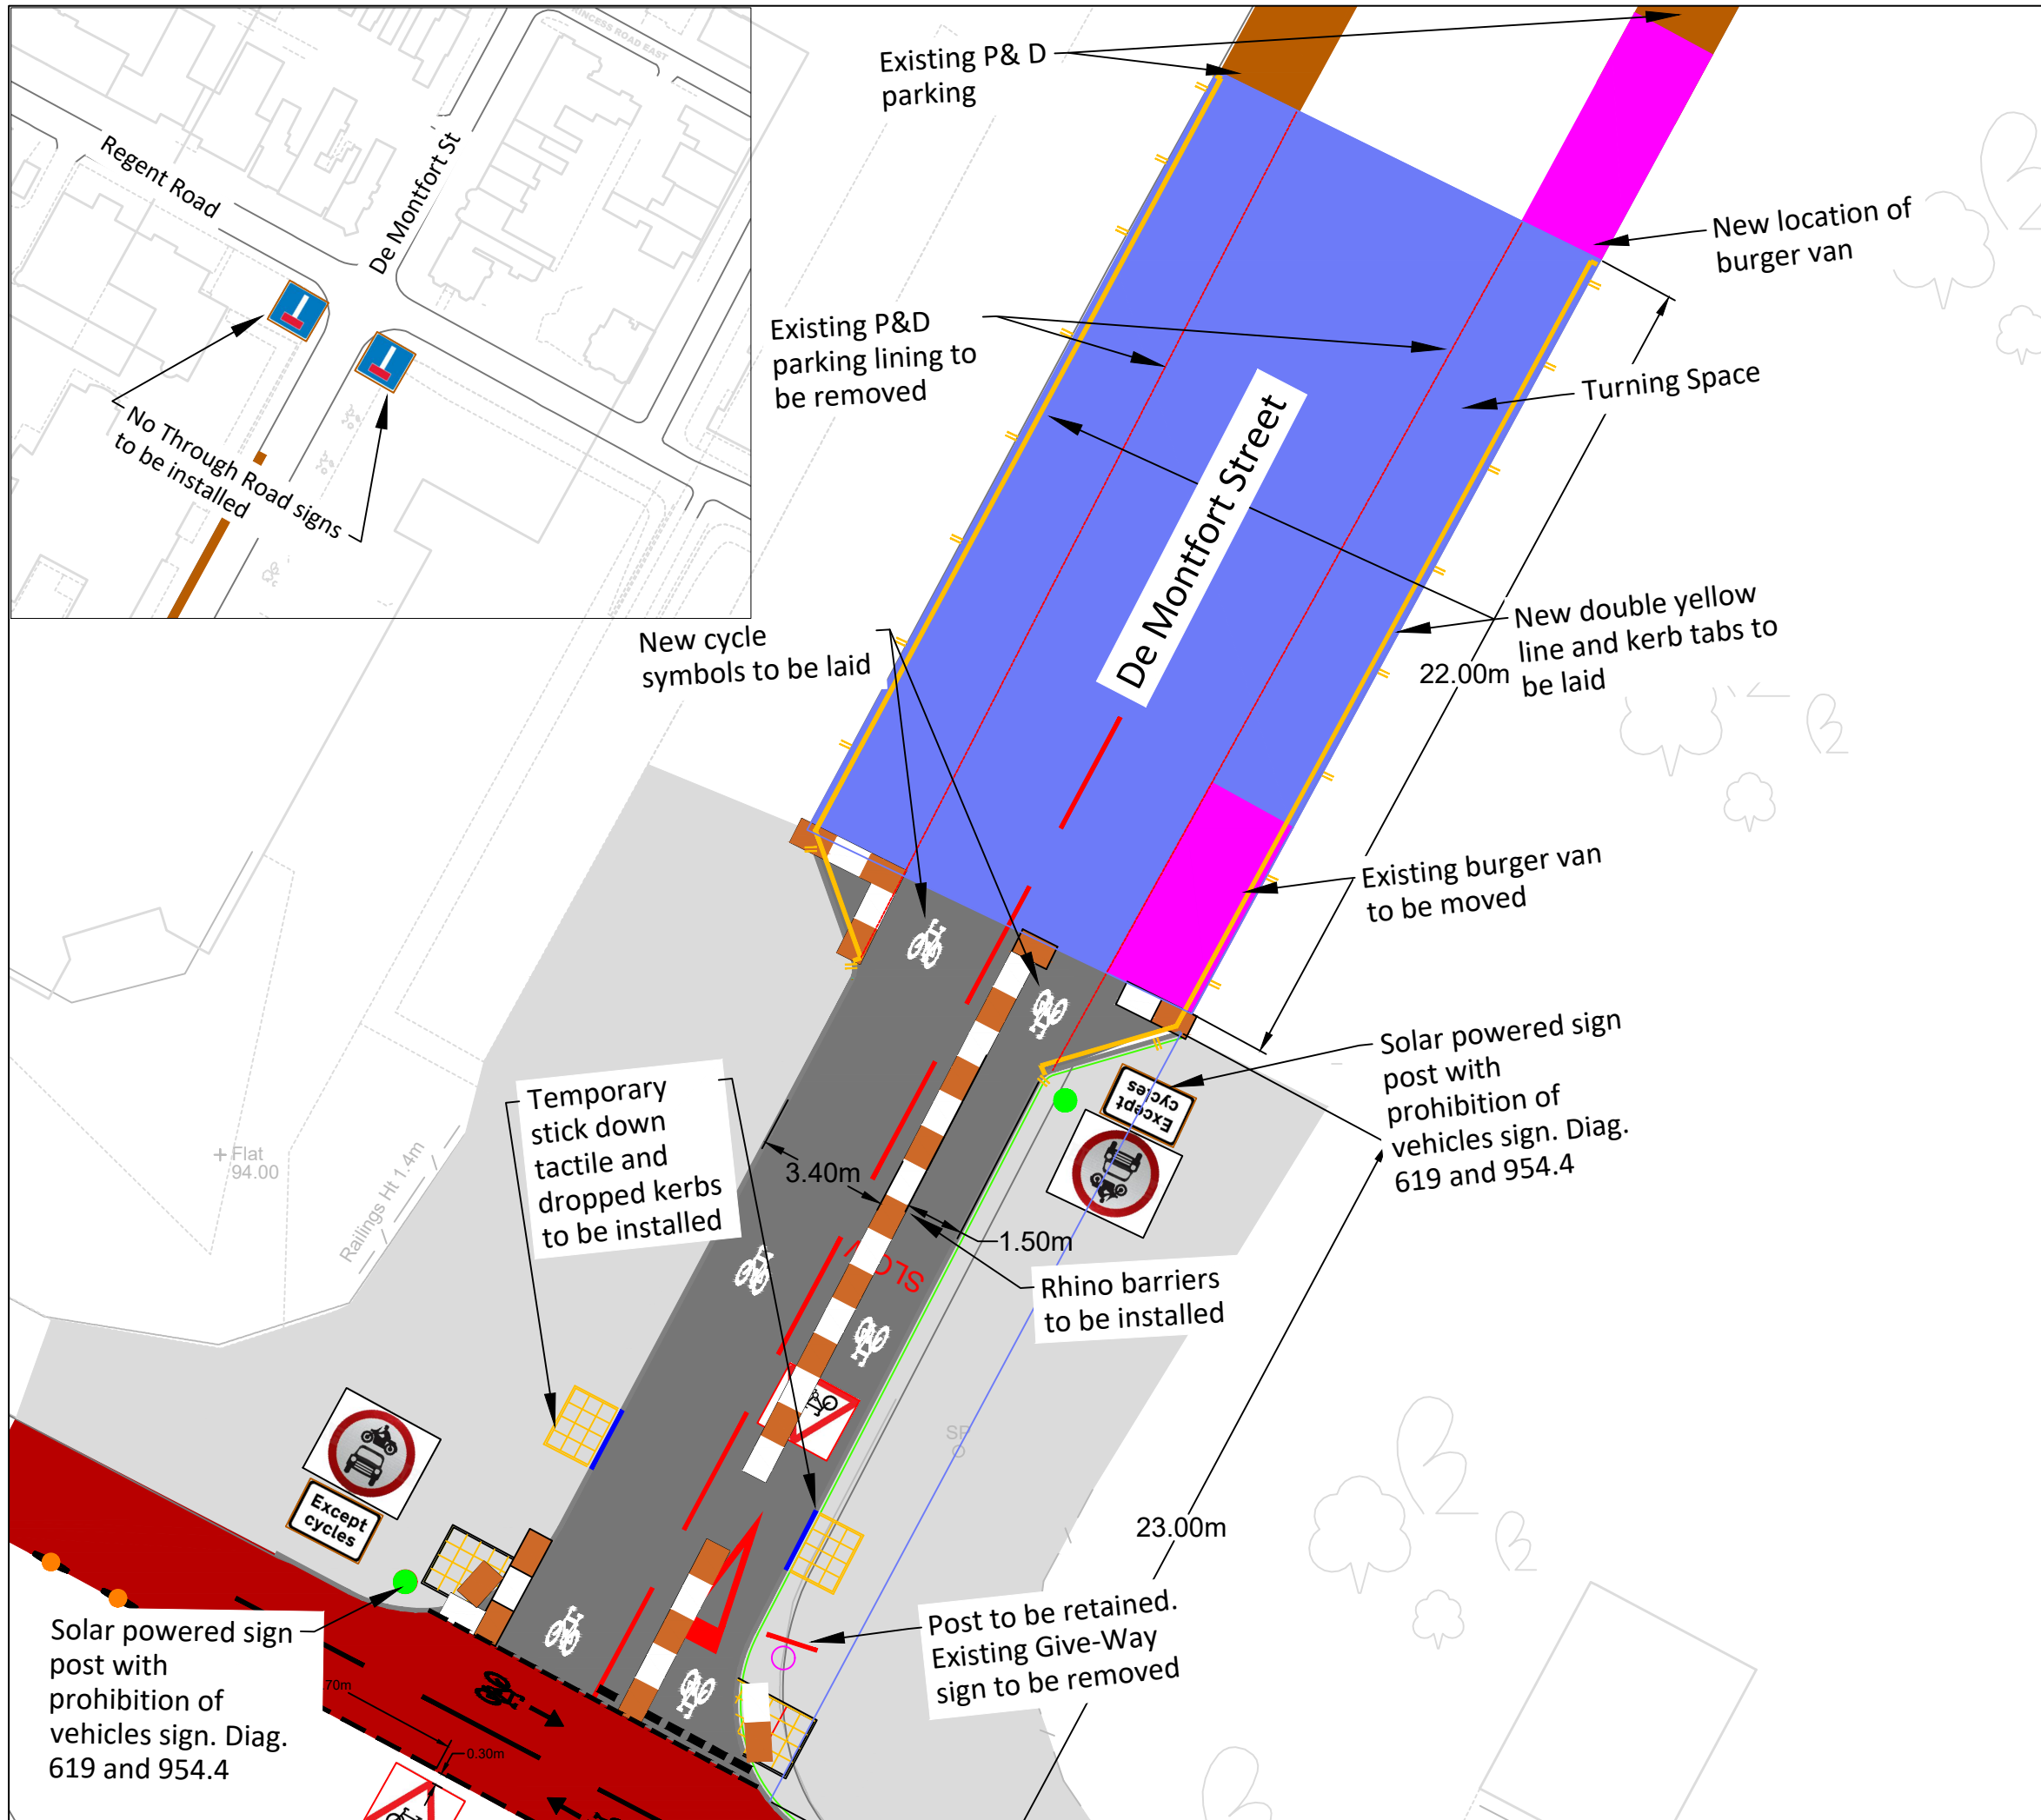 PRINCESS ROAD EAST
Regent Road
De Montfort St
No Through Road signs
to be installed
Existing P& D
parking
New location of
burger van
Existing P&D
parking lining to
be removed
Turning Space
De Montfort Street
New double yellow
line and kerb tabs to
be laid
22.00m
New cycle
symbols to be laid
Existing burger van
to be moved
Solar powered sign
post with
prohibition of
vehicles sign. Diag.
619 and 954.4
Except
cycles
Temporary
stick down
tactile and
dropped kerbs
to be installed
3.40m
1.50m
Rhino barriers
to be installed
Flat
94.00
Railings Ht 1.4m
Except
cycles
23.00m
Post to be retained.
Existing Give-Way
sign to be removed
Solar powered sign
post with
prohibition of
vehicles sign. Diag.
619 and 954.4
0.30m